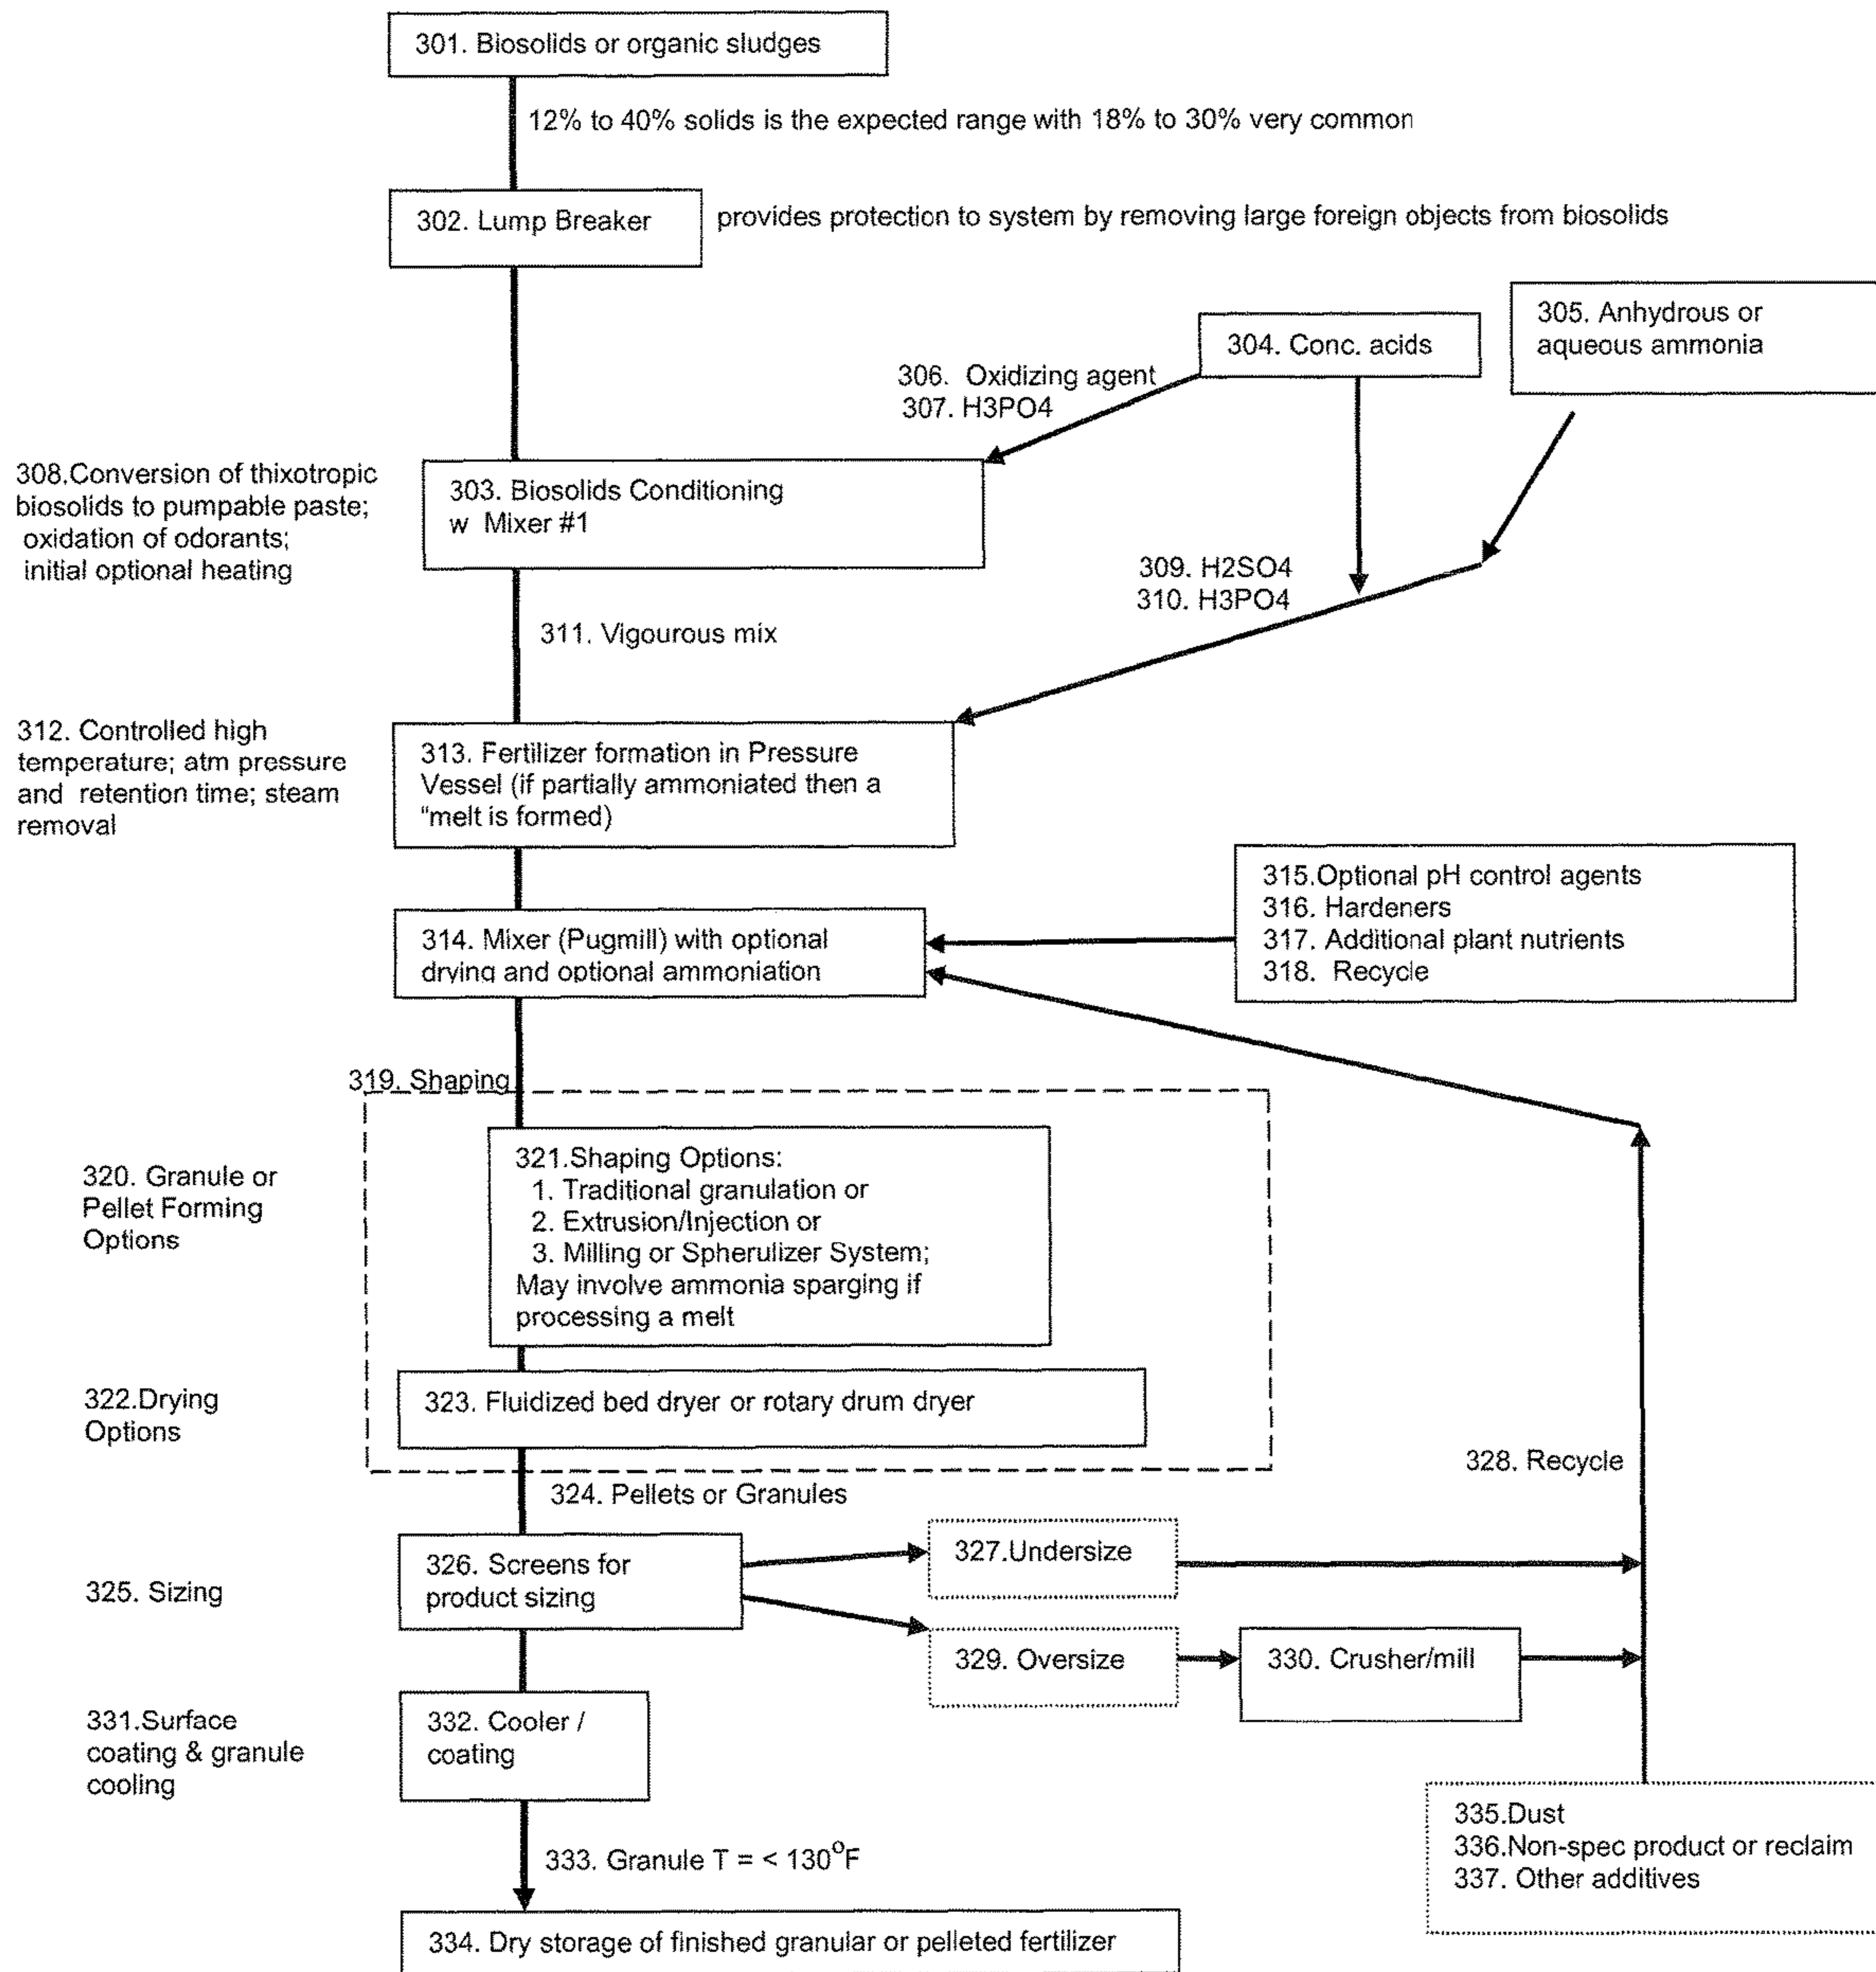 301. Biosolids or organic sludges
12% to 40% solids is the expected range with 18% to 30% very common
302. Lump Breaker
provides protection to system by removing large foreign objects from biosolids
304. Conc. acids
305. Anhydrous or
aqueous ammonia
306. Oxidizing agent
307. H3PO4
308.Conversion of thixotropic
biosolids to pumpable paste;
oxidation of odorants;
initial optional heating
303. Biosolids Conditioning
w Mixer #1
309. H2SO4
310. H3PO4
311. Vigourous mix
312. Controlled high
temperature; atm pressure
and retention time; steam
removal
313. Fertilizer formation in Pressure
Vessel (if partially ammoniated then a
“melt is formed)
314. Mixer (Pugmill) with optional
drying and optional ammoniation
315.Optional pH control agents
316. Hardeners
317. Additional plant nutrients
318. Recycle
319. Shaping
320. Granule or
Pellet Forming
Options
321.Shaping Options:
1. Traditional granulation or
2. Extrusion/Injection or
3. Milling or Spherulizer System;
May involve ammonia sparging if
processing a melt
322.Drying
Options
323. Fluidized bed dryer or rotary drum dryer
328. Recycle
324. Pellets or Granules
325. Sizing
326. Screens for
product sizing
327.Undersize
329. Oversize
330. Crusher/mill
331.Surface
coating & granule
cooling
332. Cooler /
coating
333. Granule T = < 130°F
335.Dust
336.Non-spec product or reclaim
337. Other additives
334. Dry storage of finished granular or pelleted fertilizer